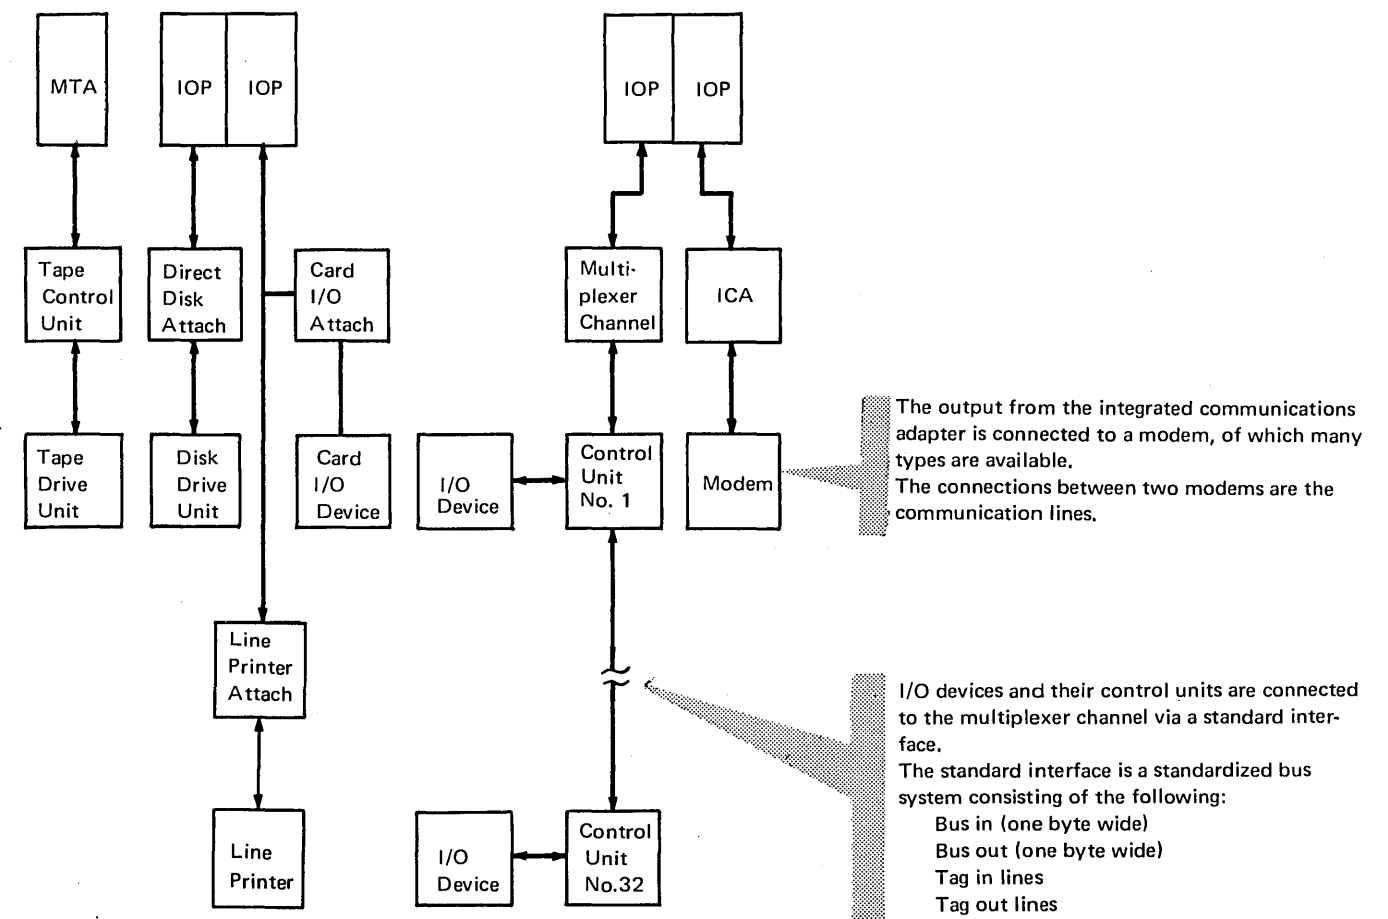 MTA
IOP
IOP
IOP
IOP
Tape
Control
Unit
Direct
Disk
Attach
Card
I/O
Attach
Multi-
plexer
Channel
ICA
Tape
Drive
Unit
Disk
Drive
Unit
Card
I/O
Device
I/O
Device
Control
Unit
No. 1
Modem
The output from the integrated communications
adapter is connected to a modem, of which many
types are available.
The connections between two modems are the
communication lines.
Line
Printer
Attach
I/O devices and their control units are connected
to the multiplexer channel via a standard inter-
face.
The standard interface is a standardized bus
system consisting of the following:
Bus in (one byte wide)
Bus out (one byte wide)
Tag in lines
Tag out lines
Line
Printer
I/O
Device
Control
Unit
No.32